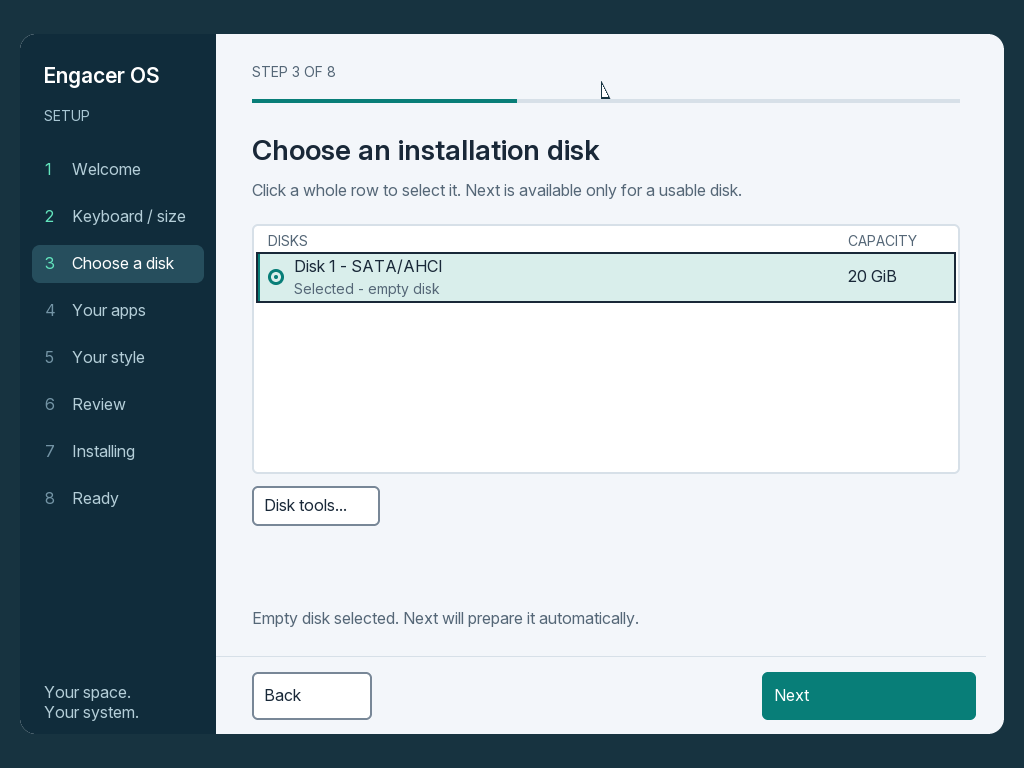 Engacer OS
SETUP
1 Welcome
2 Keyboard / size
3 Choose a disk
4 Your apps
5 Your style
6 Review
7 Installing
8 Ready
Your space.
Your system.
STEP 3 OF 8
Choose an installation disk
Click a whole row to select it. Next is available only for a usable disk.
DISKS CAPACITY
Disk 1 - SATA/AHCI
Selected - empty disk
20 GiB
Disk tools...
Empty disk selected. Next will prepare it automatically.
Back
Next